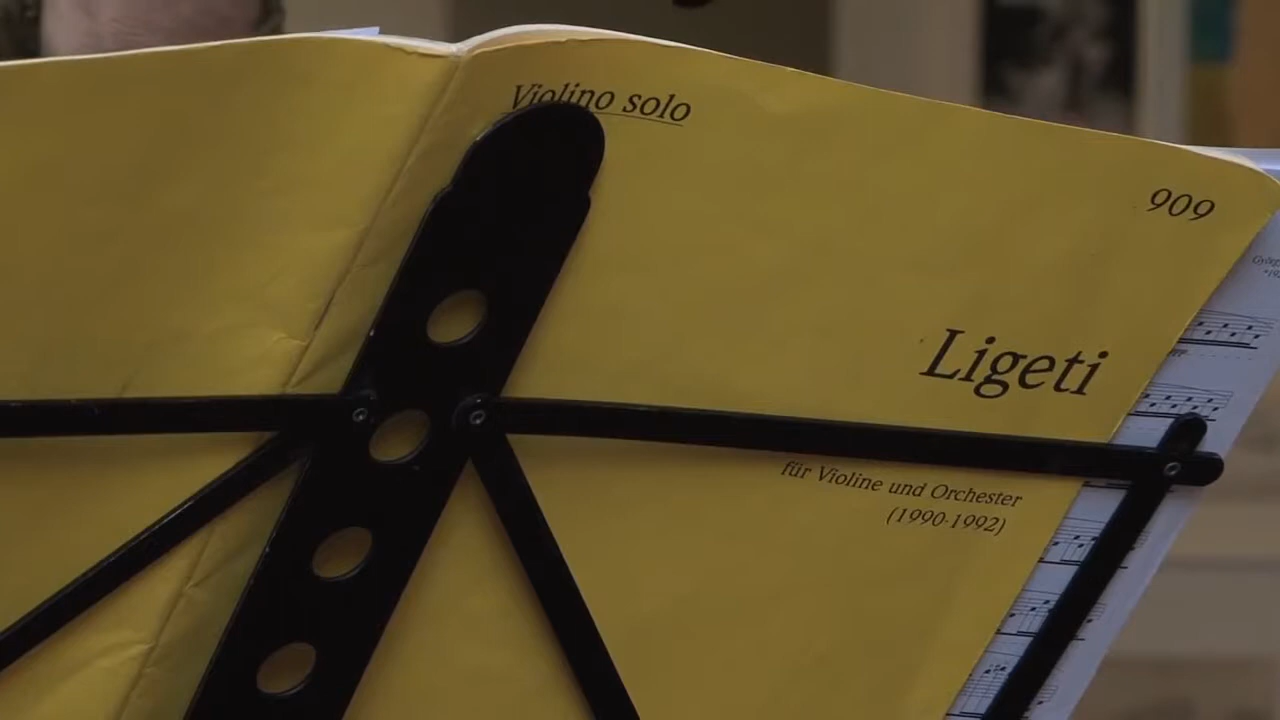 Violino solo
909
Ligeti
für Violine und Orchester
(1990-1992)